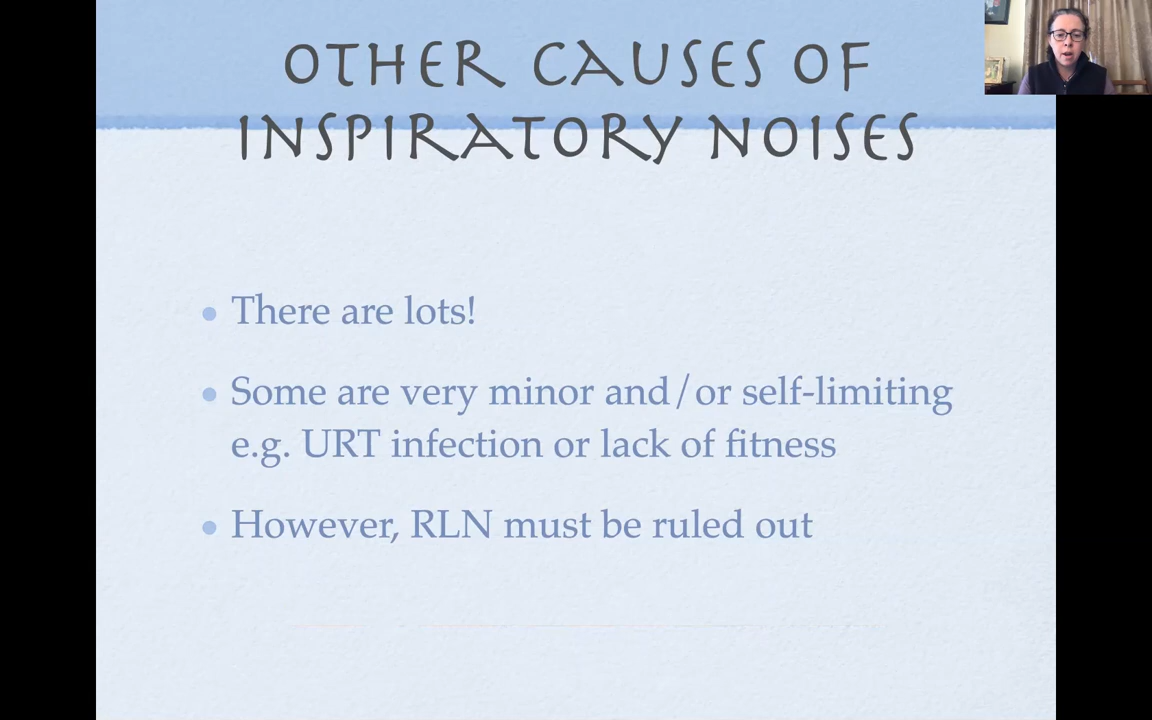 OTHER CAUSES OF
INSPIRATORY NOISES
• There are lots!
• Some are very minor and/or self-limiting
e.g. URT infection or lack of fitness
• However, RLN must be ruled out